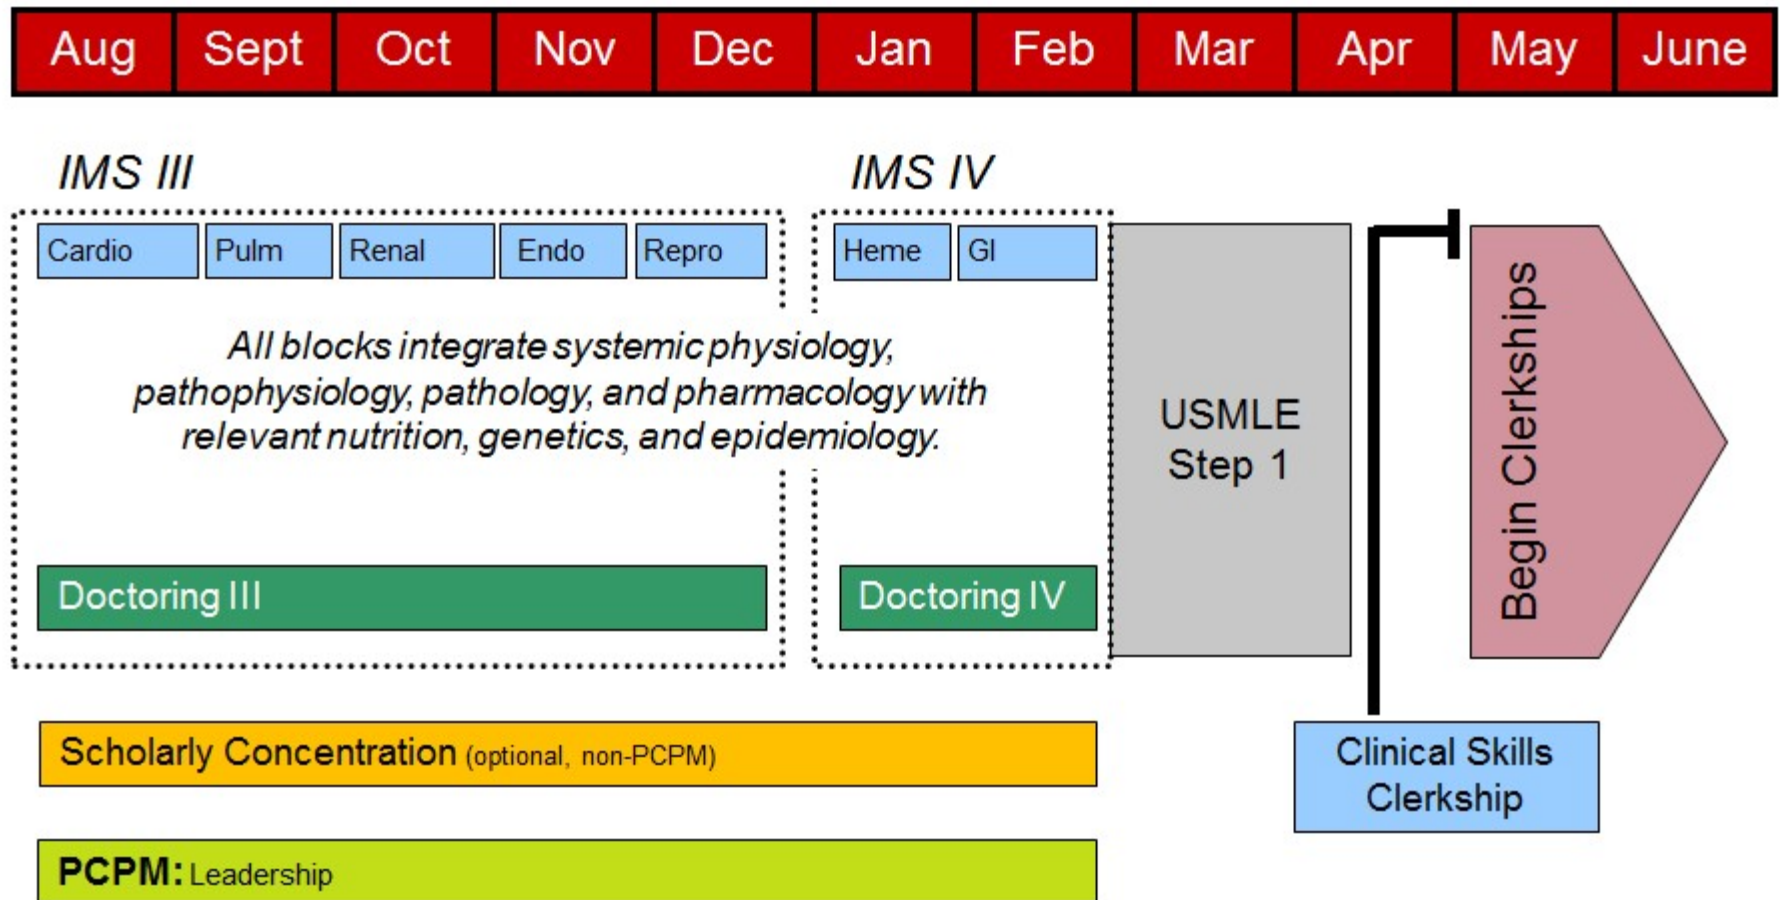 Aug Sept Oct Nov Dec Jan Feb Mar Apr May June
IMS III
IMS IV
Cardio Pulm Renal Endo Repro
Heme GI
All blocks integrate systemic physiology,
pathophysiology, pathology, and pharmacology with
relevant nutrition, genetics, and epidemiology.
Doctoring III
Doctoring IV
USMLE
Step 1
Begin Clerkships
Scholarly Concentration (optional, non-PCPM)
Clinical Skills
Clerkship
PCPM: Leadership